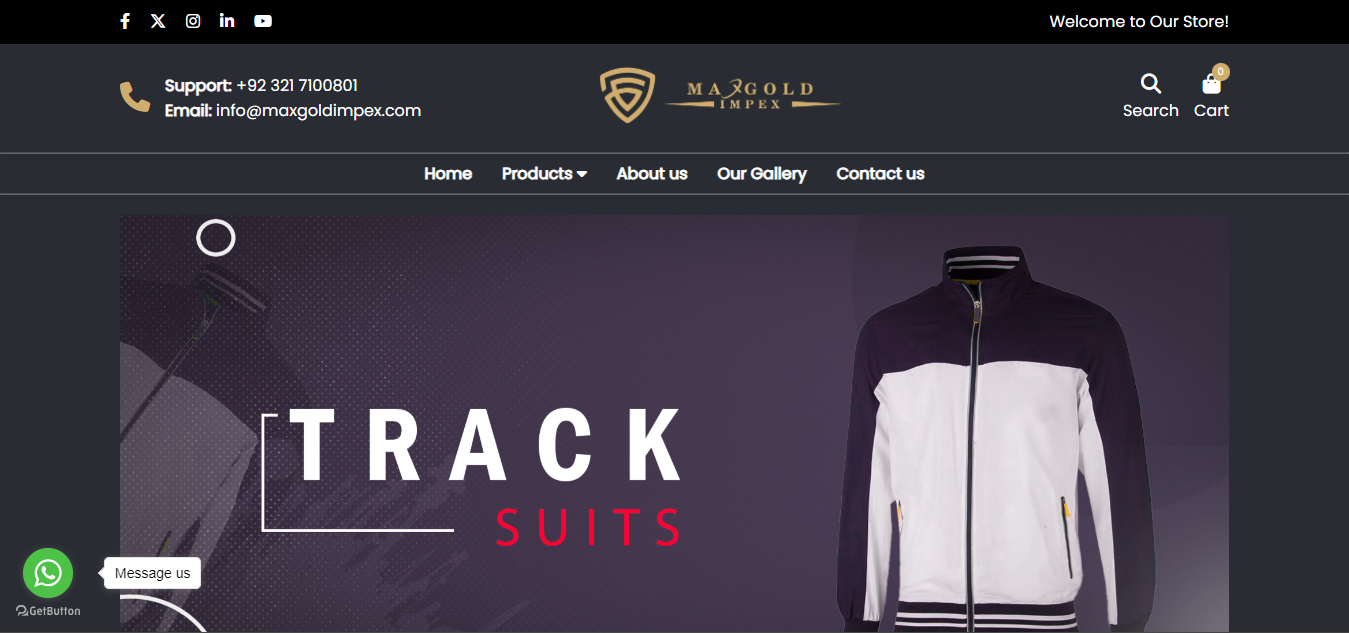 Welcome to Our Store!
Support: +92 321 7100801
Email: info@maxgoldimpex.com
MAXGOLD
IMPEX
Search
0
Cart
Home Products About us Our Gallery Contact us
TRACK
SUITS
Message us
GetButton